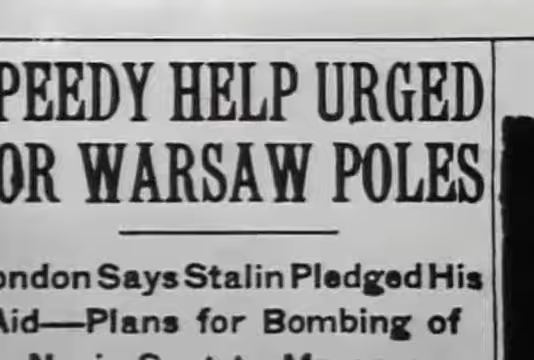 PEEDY HELP URGED
OR WARSAW POLES
ondon Says Stalin Pledged His
Aid—Plans for Bombing of